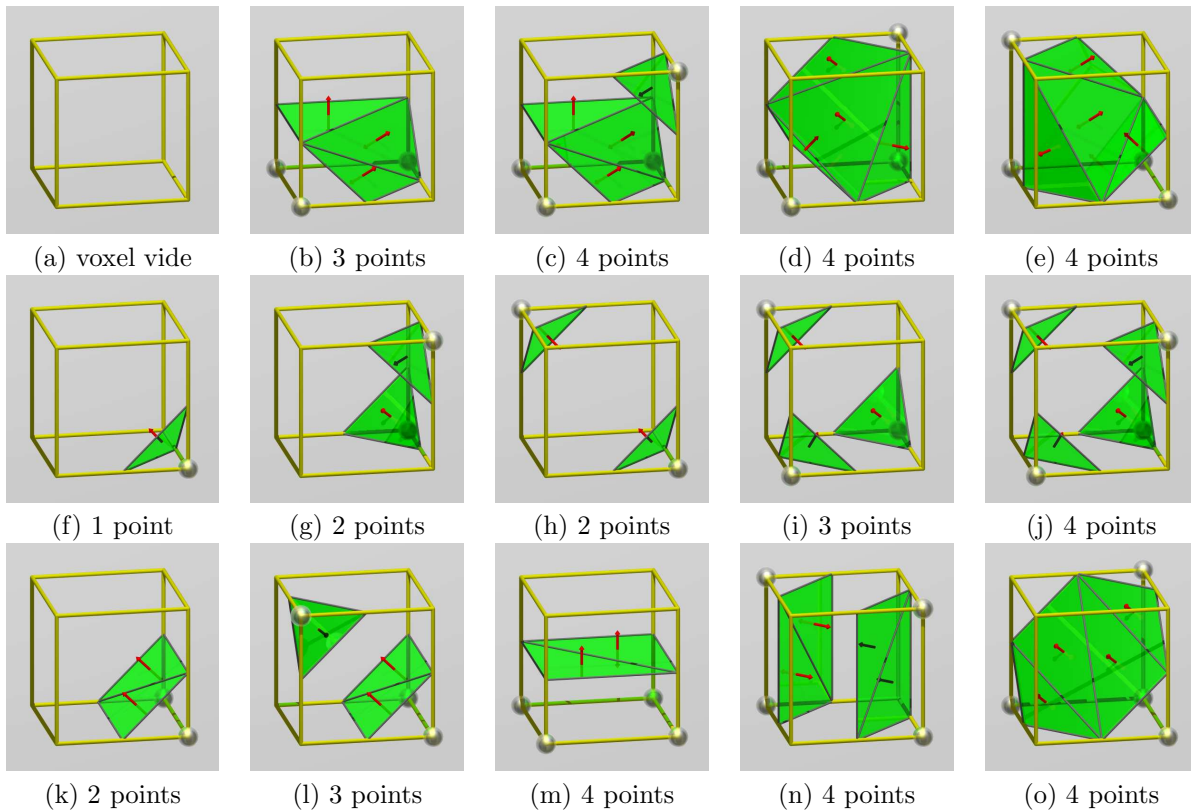 (a) voxel vide (b) 3 points (c) 4 points (d) 4 points (e) 4 points
(f) 1 point (g) 2 points (h) 2 points (i) 3 points (j) 4 points
(k) 2 points (l) 3 points (m) 4 points (n) 4 points (o) 4 points